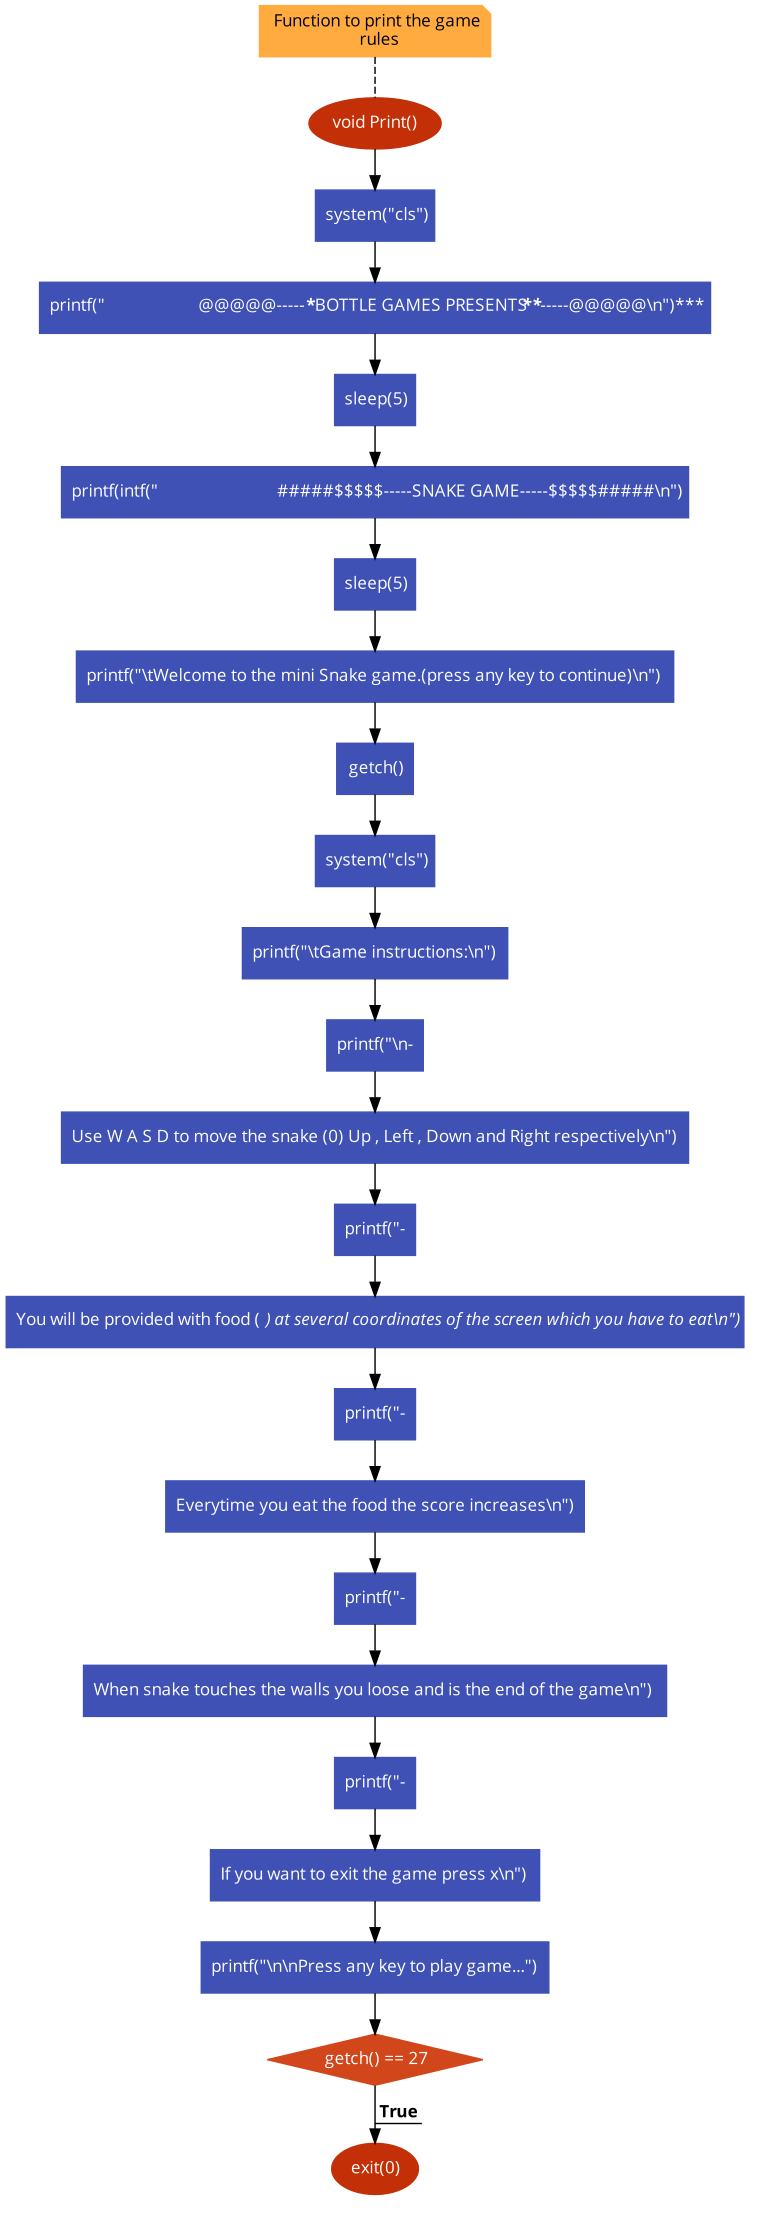 Function to print the game
rules
void Print()
system("cls")
printf("                    @@@@@-----*BOTTLE GAMES PRESENTS**-----@@@@@\n")***
sleep(5)
printf(intf("                         #####$$$$$-----SNAKE GAME-----$$$$$#####\n")
sleep(5)
printf("\tWelcome to the mini Snake game.(press any key to continue)\n")
getch()
system("cls")
printf("\tGame instructions:\n")
printf("\n-
Use W A S D to move the snake (0) Up , Left , Down and Right respectively\n")
printf("-
You will be provided with food ( ) at several coordinates of the screen which you have to eat\n")
printf("-
Everytime you eat the food the score increases\n")
printf("-
When snake touches the walls you loose and is the end of the game\n")
printf("-
If you want to exit the game press x\n")
printf("\n\nPress any key to play game...")
getch() == 27
True
exit(0)